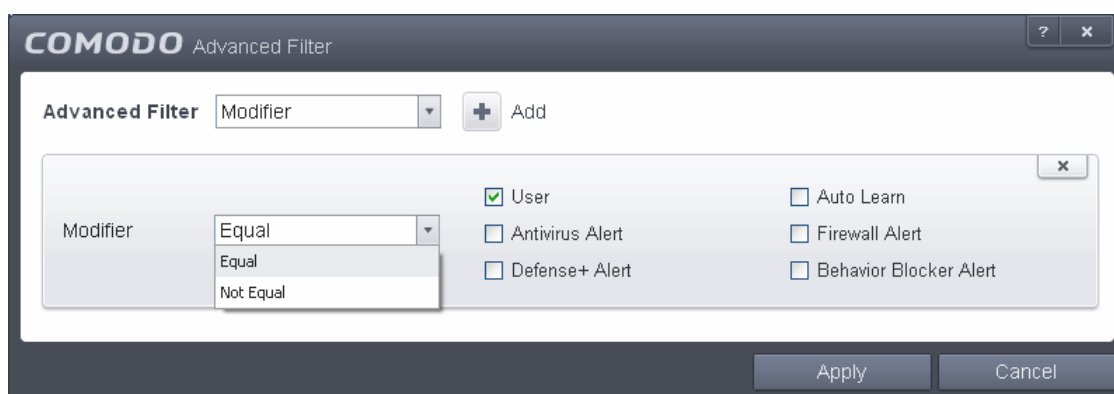 COMODO Advanced Filter
? x
Advanced Filter Modifier + Add
x
Modifier Equal
Equal
Not Equal
User
Auto Learn
Antivirus Alert
Firewall Alert
Defense+ Alert
Behavior Blocker Alert
Apply Cancel